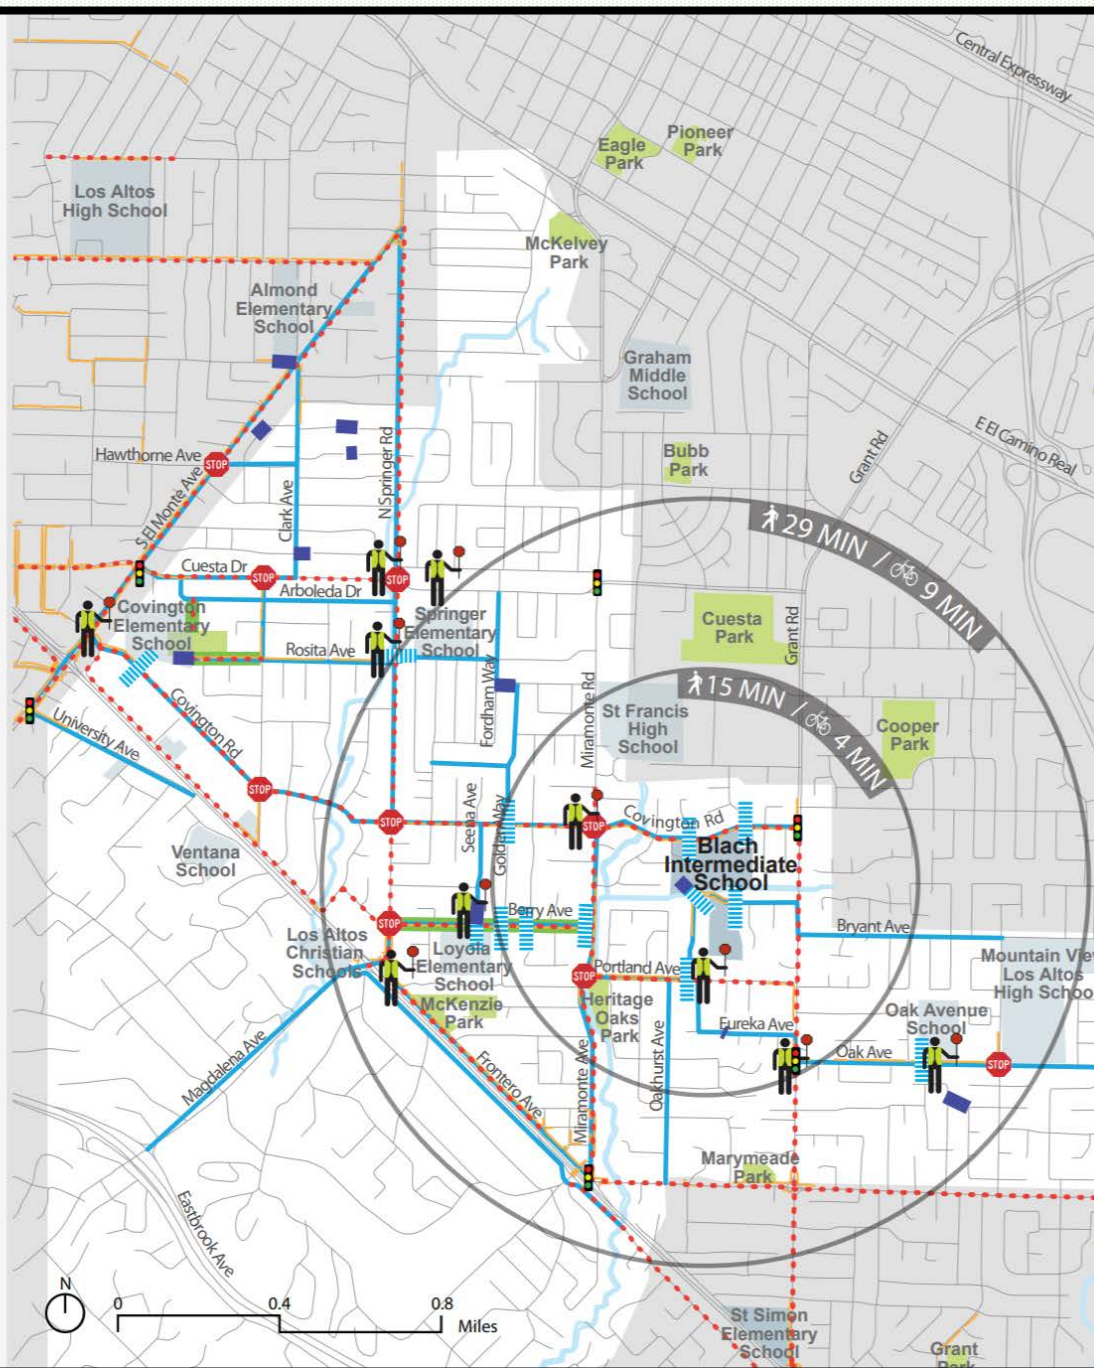 Central Expressway
Pioneer
Park
Eagle
Park
Los Altos
High School
McKelvey
Park
Almond
Elementary
School
Graham
Middle
School
E El Camino Real
Grant Rd
Bubb
Park
Hawthorne Ave
STOP
N Springer Rd
S El Monte Ave
Clark Ave
29 MIN / 9 MIN
Cuesta Dr
STOP
STOP
Arboleda Dr
Covington
Elementary
School
Springer
Elementary
School
Cuesta
Park
Grant Rd
Rosita Ave
Fordham Way
Miramonte Rd
15 MIN / 4 MIN
St Francis
High
School
Cooper
Park
University Ave
Covington Rd
STOP
STOP
Seena Ave
Golden Way
STOP
Covington Rd
Blach
Intermediate
School
Ventana
School
Berry Ave
STOP
Bryant Ave
Los Altos
Christian
Schools
Loyola
Elementary
School
McKenzie
Park
STOP
Portland Ave
Mountain View
Los Altos
High School
Heritage
Oaks
Park
Eureka Ave
Oak Avenue
School
Oak Ave
STOP
Magdalena Ave
Frontero Ave
Miramonte Ave
Oakhurst Ave
Marymeade
Park
Eastbrook Ave
N
0 0.4 0.8
Miles
St Simon
Elementary
School
Grant
Park